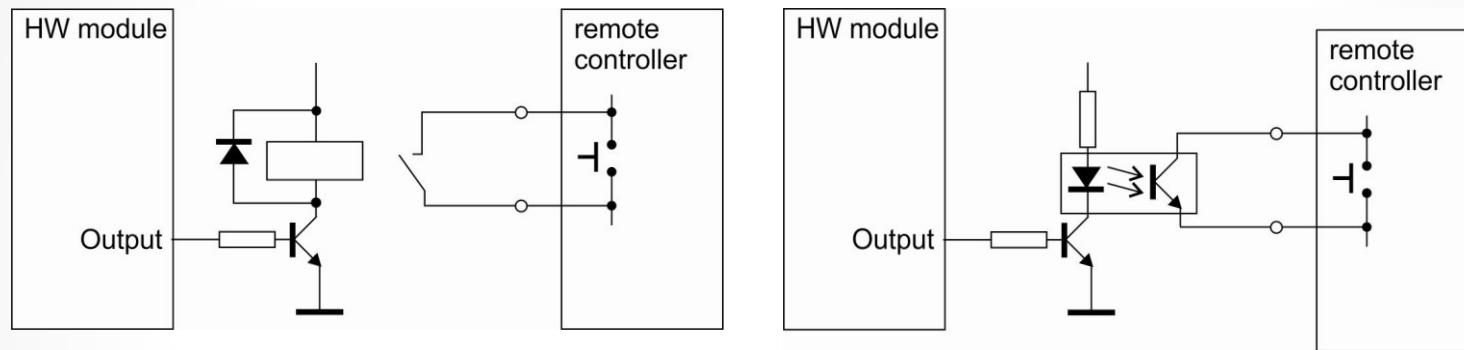 HW module
remote
controller
Output
HW module
remote
controller
Output